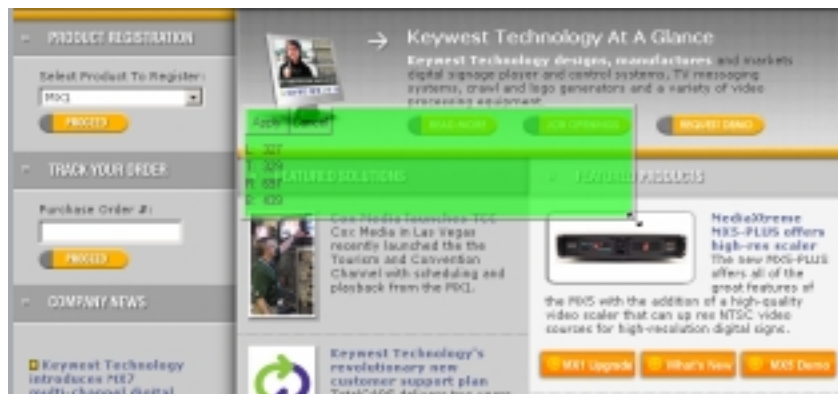 PRODUCT REGISTRATION
Select Product To Register:
MX1
PROCEED
TRACK YOUR ORDER
Purchase Order #:
PROCEED
COMPANY NEWS
Keywest Technology
introduces MX7
multi-channel digital
Keywest Technology At A Glance
Keywest Technology designs, manufactures and markets
digital signage player and control systems, TV messaging
systems, crawl and logo generators and a variety of video
processing equipment.
READ MORE
JOB OPENINGS
REQUEST DEMO
Apply Cancel
L: 327
T: 329
R: 697
B: 439
FEATURED SOLUTIONS
Cox Media launches TCC
Cox Media in Las Vegas
recently launched the the
Tourism and Convention
Channel with scheduling and
playback from the MX1.
Keywest Technology's
revolutionary new
customer support plan
FEATURED PRODUCTS
MediaXtreme
MX5-PLUS offers
high-res scaler
The new MX5-PLUS
offers all of the
great features of
the MX5 with the addition of a high-quality
video scaler that can up res NTSC video
sources for high-resolution digital signs.
MX1 Upgrade
What's New
MX5 Demo